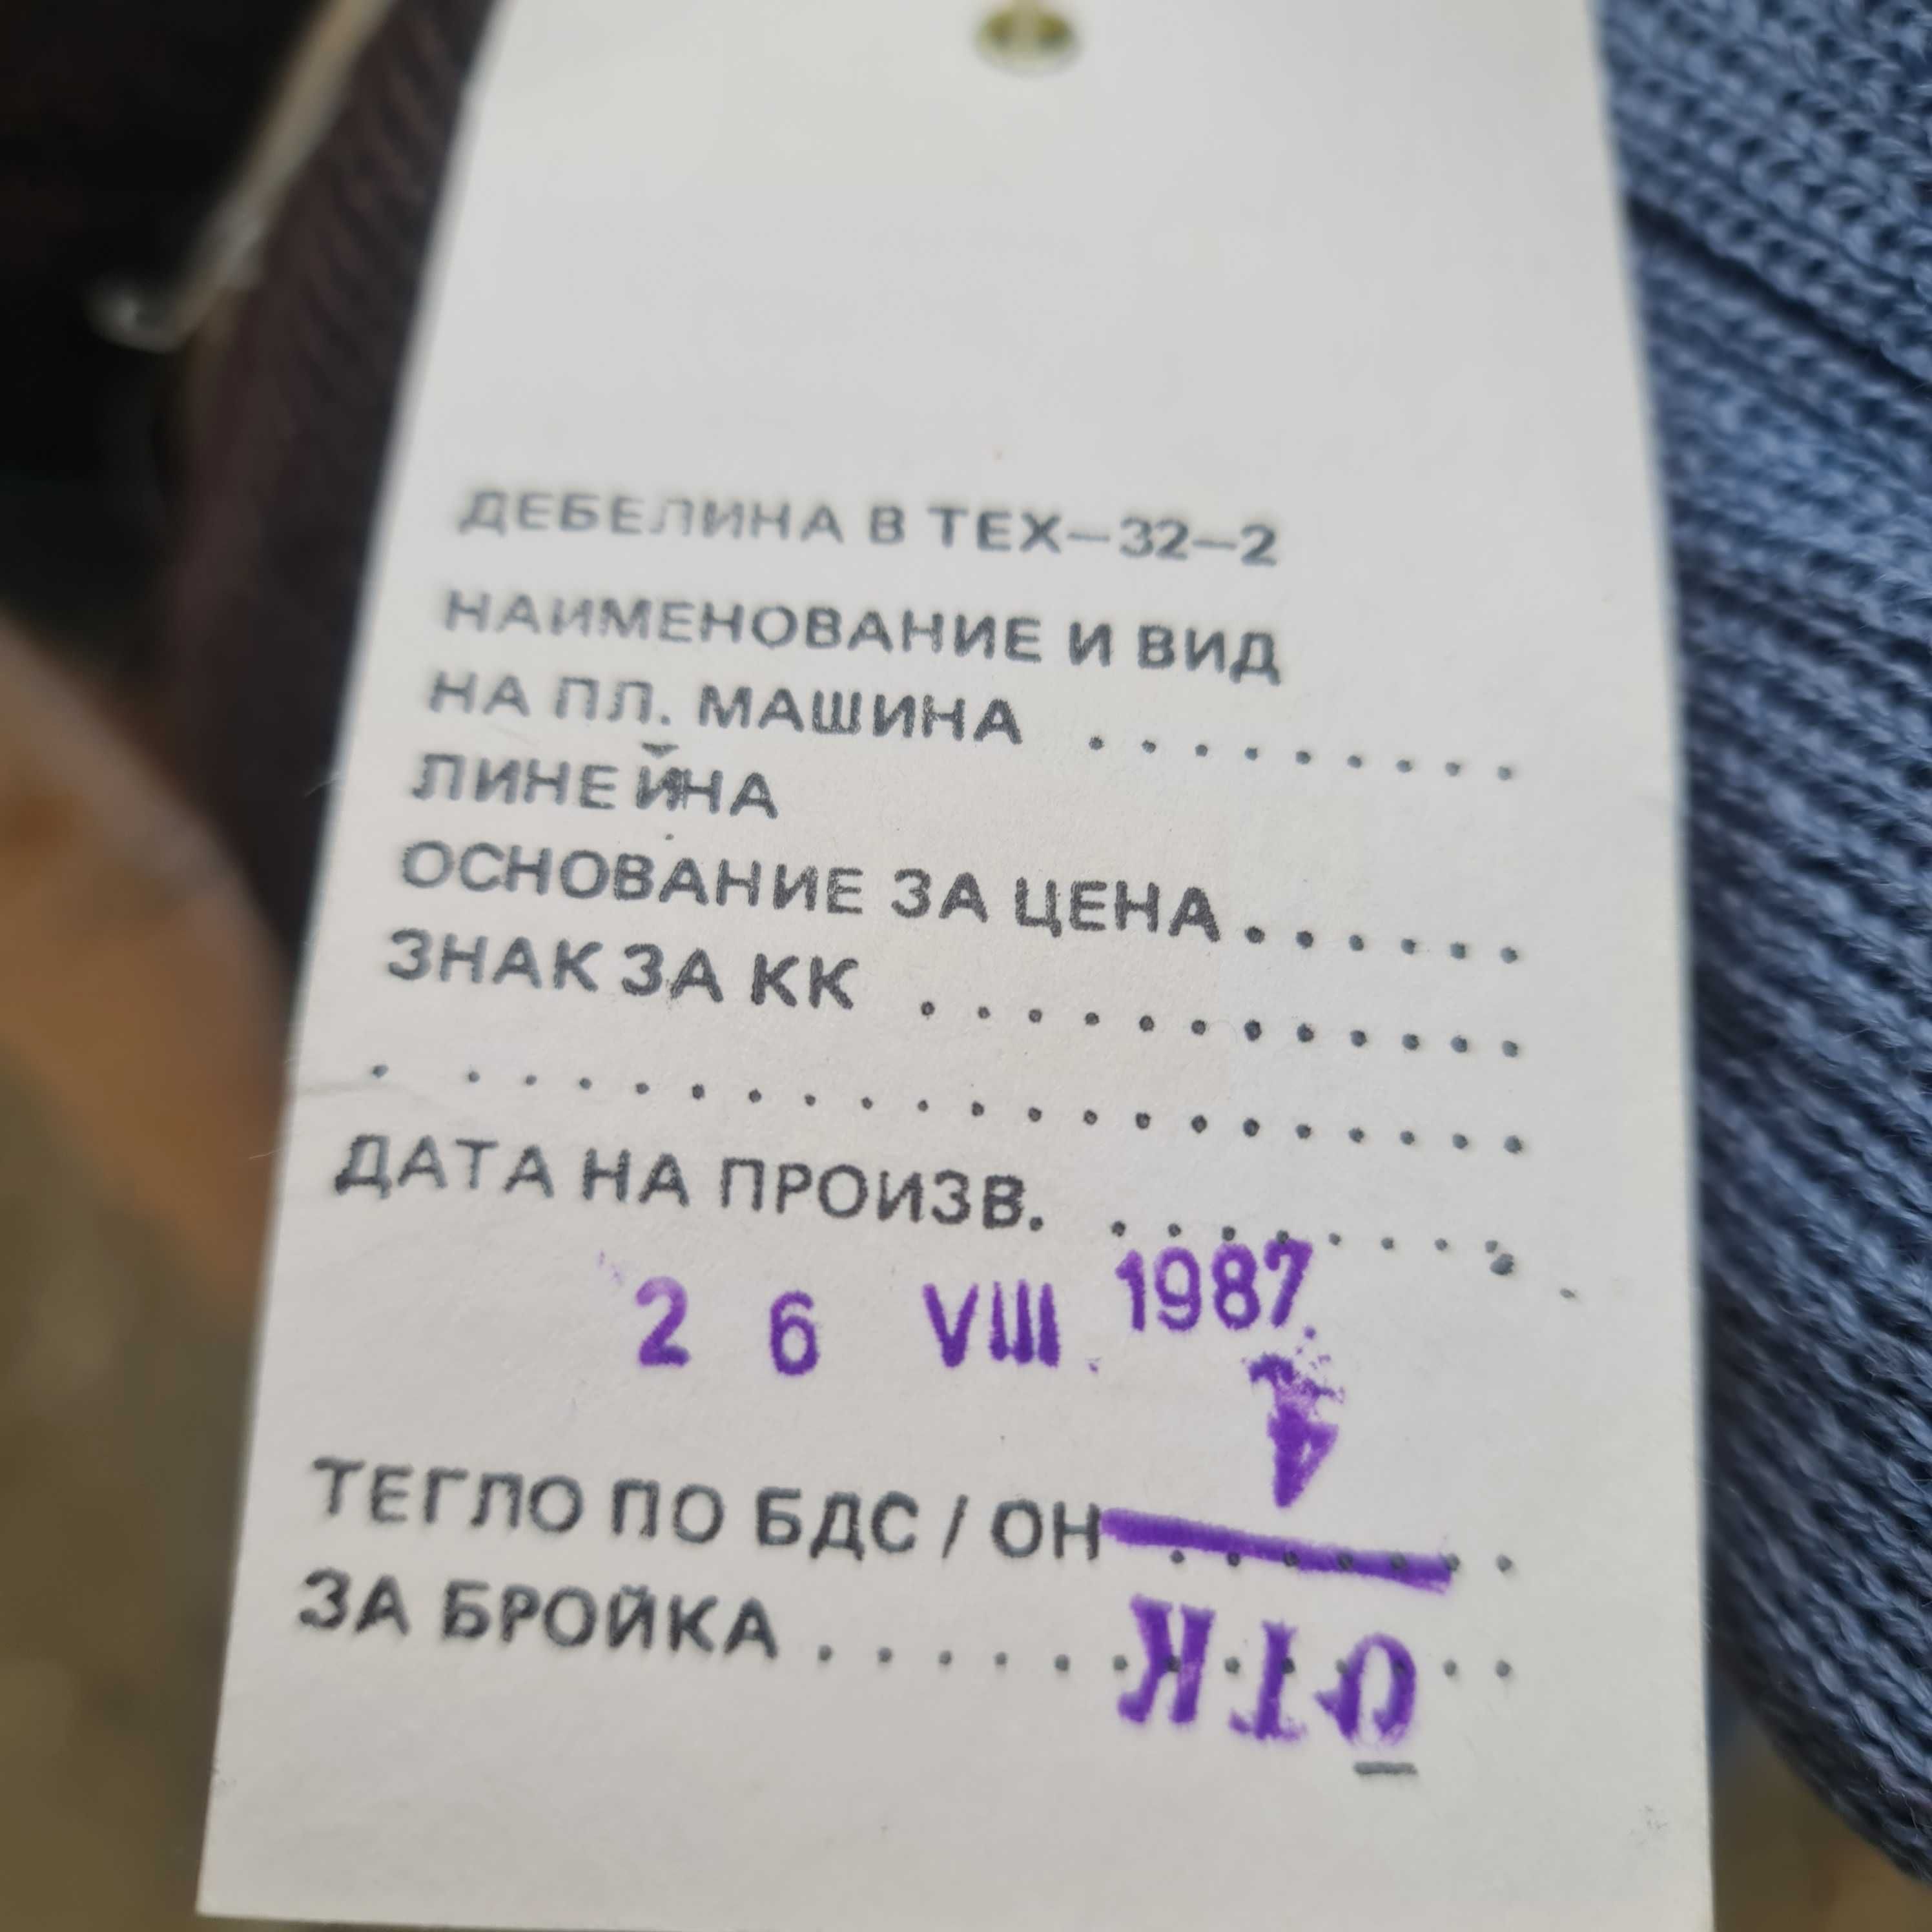 ДЕБЕЛИНА В ТЕХ—32—2
НАИМЕНОВАНИЕ И ВИД
НА ПЛ. МАШИНА .........
ЛИНЕЙНА
ОСНОВАНИЕ ЗА ЦЕНА......
ЗНАК ЗА КК ............
.....................
ДАТА НА ПРОИЗВ. ........
26 VIII 1987
4
ТЕГЛО ПО БДС / ОН.......
ЗА БРОЙКА.............
ОТК